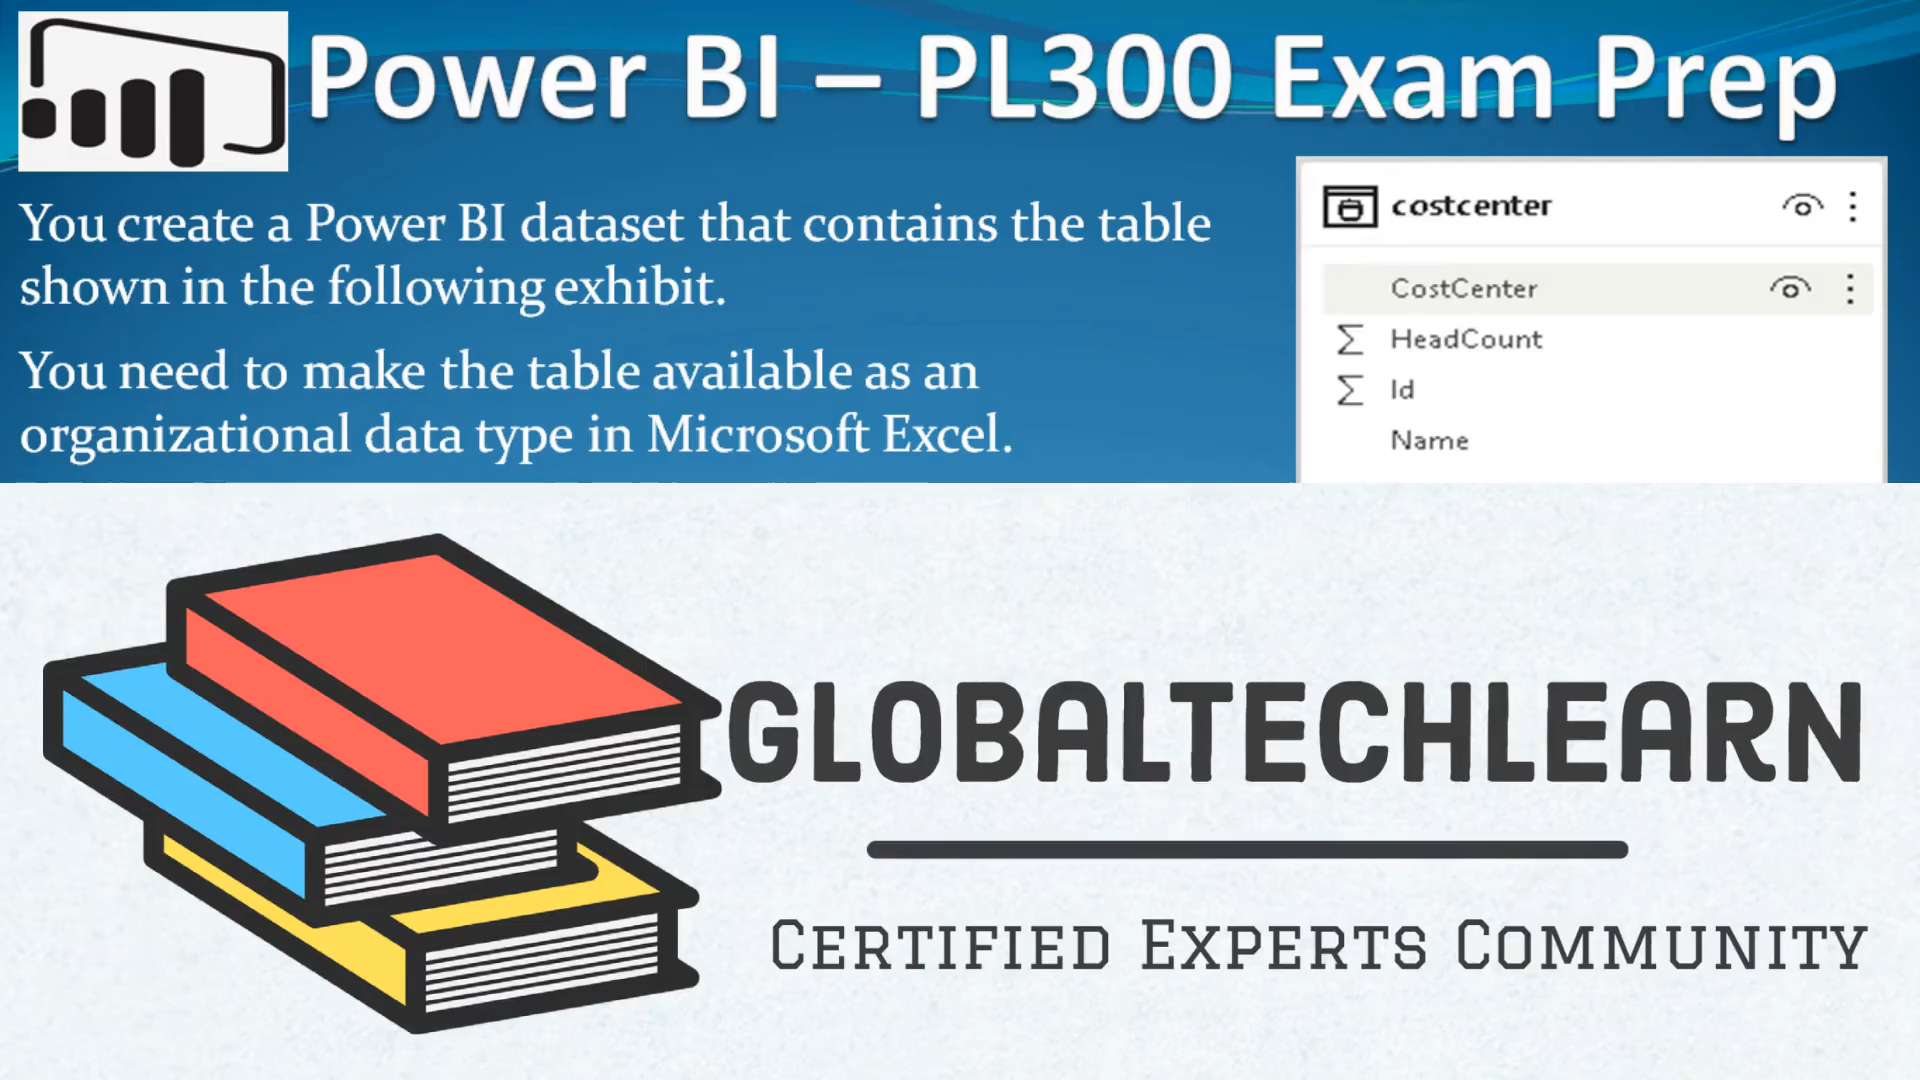 Power BI – PL300 Exam Prep
You create a Power BI dataset that contains the table
shown in the following exhibit.
You need to make the table available as an
organizational data type in Microsoft Excel.
costcenter
CostCenter
HeadCount
Id
Name
GLOBALTECHLEARN
CERTIFIED EXPERTS COMMUNITY